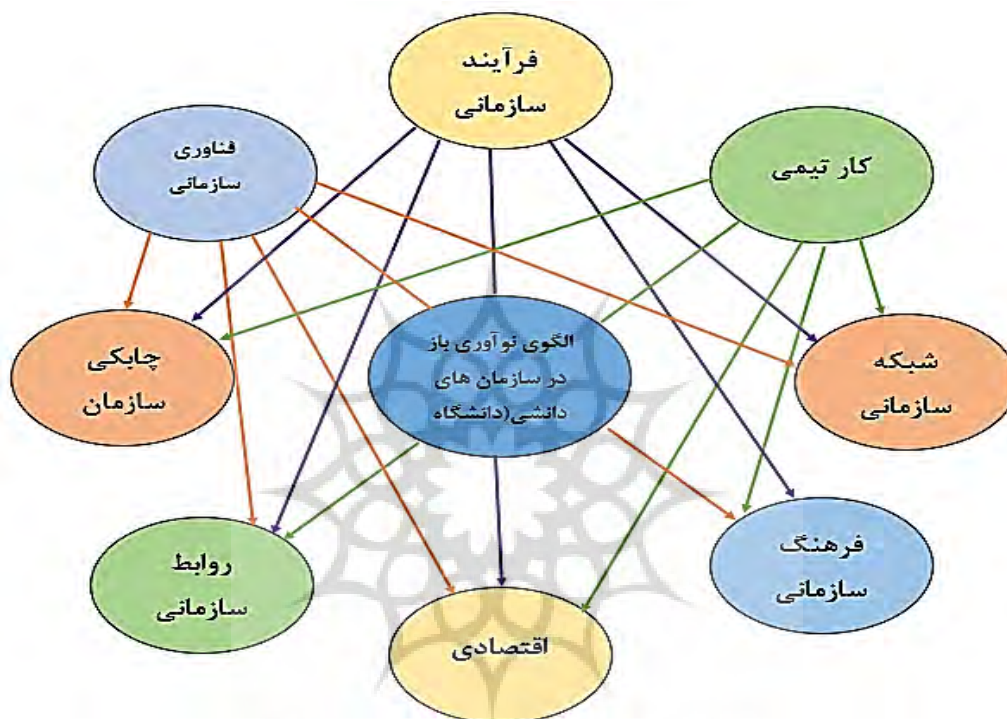 فرآیند
سازمانی
فناوری
سازمانی
کار تیمی
الگوی نوآوری باز
در سازمان های
دانشی(دانشگاه
چابکی
سازمان
شبکه
سازمانی
روابط
سازمانی
فرهنگ
سازمانی
اقتصادی